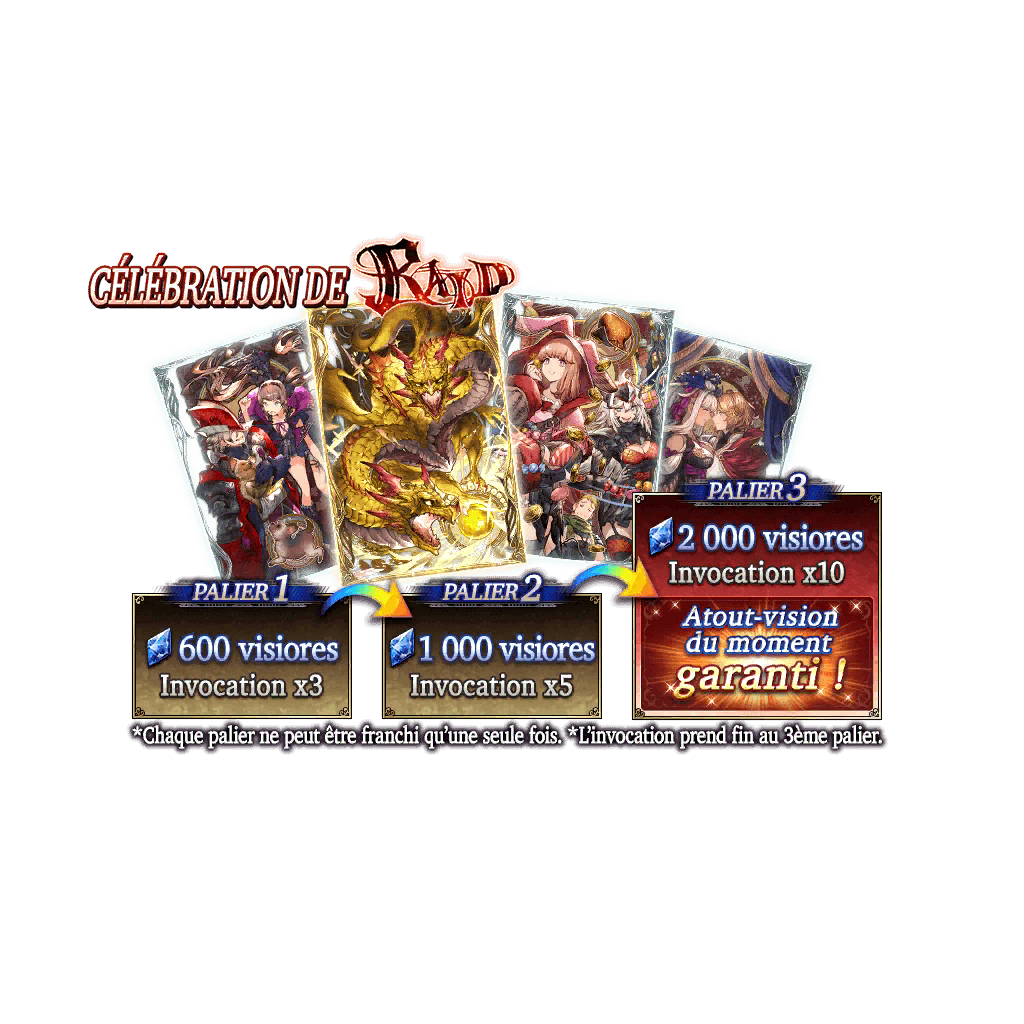 CÉLÉBRATION DE RAID
PALIER 1
600 visiores
Invocation x3
PALIER 2
1 000 visiores
Invocation x5
PALIER 3
2 000 visiores
Invocation x10
Atout-vision
du moment
garanti !
*Chaque palier ne peut être franchi qu'une seule fois. *L'invocation prend fin au 3ème palier.